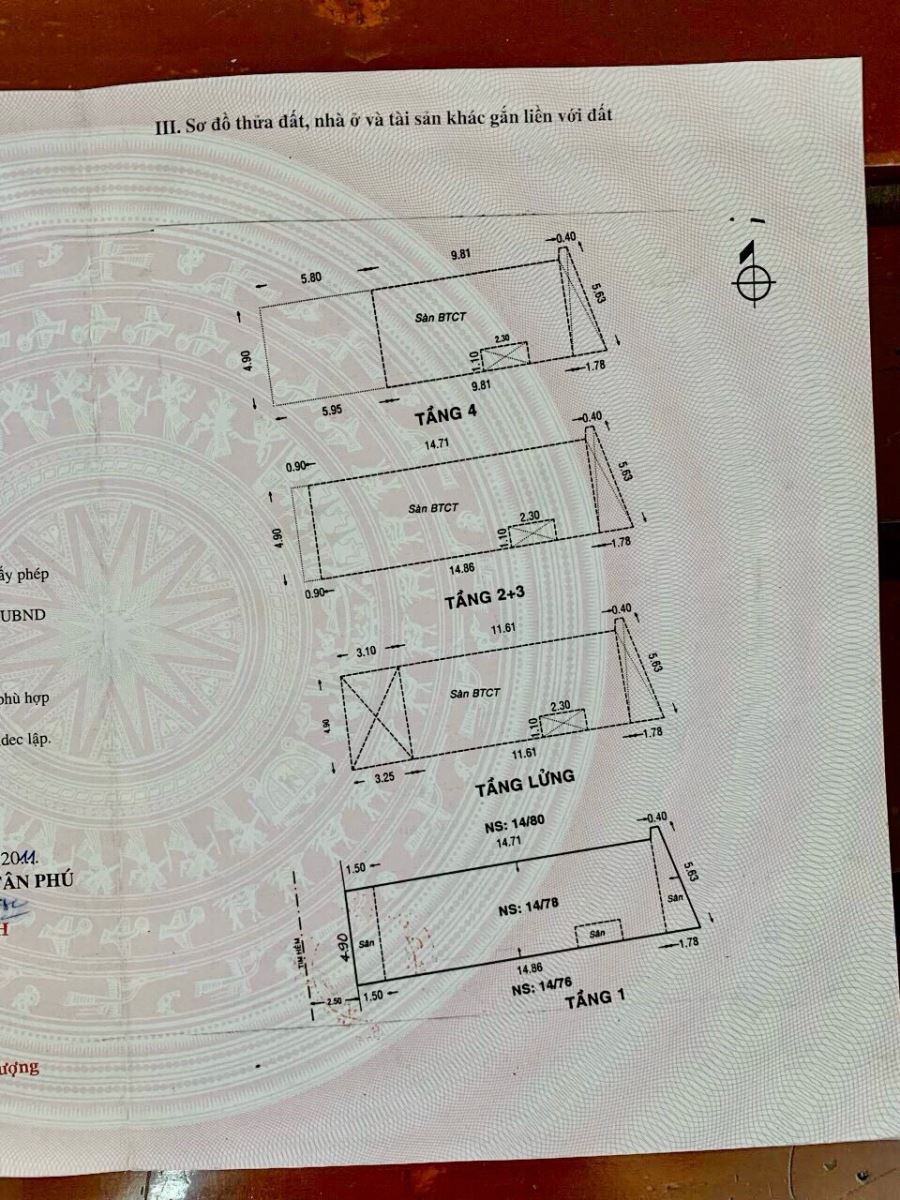 III. Sơ đồ thửa đất, nhà ở và tài sản khác gắn liền với đất
0.40
9.81
5.80
5.63
Sàn BTCT
2.30
1.10
4.90
1.78
9.81
5.95
TẦNG 4
0.40
14.71
0.90
5.63
Sàn BTCT
2.30
1.10
4.90
1.78
14.86
0.90
TẦNG 2+3
ấy phép
UBND
0.40
11.61
3.10
5.63
Sàn BTCT
2.30
1.10
4.90
1.78
11.61
3.25
TẦNG LỬNG
phù hợp
dec lập.
NS: 14/80
0.40
14.71
1.50
5.63
NS: 14/78
Sân
Sân
Sân
4.90
TIM HẺM
1.78
14.86
2.50
1.50
NS: 14/76
TẦNG 1
2011.
TÂN PHÚ
H
ượng